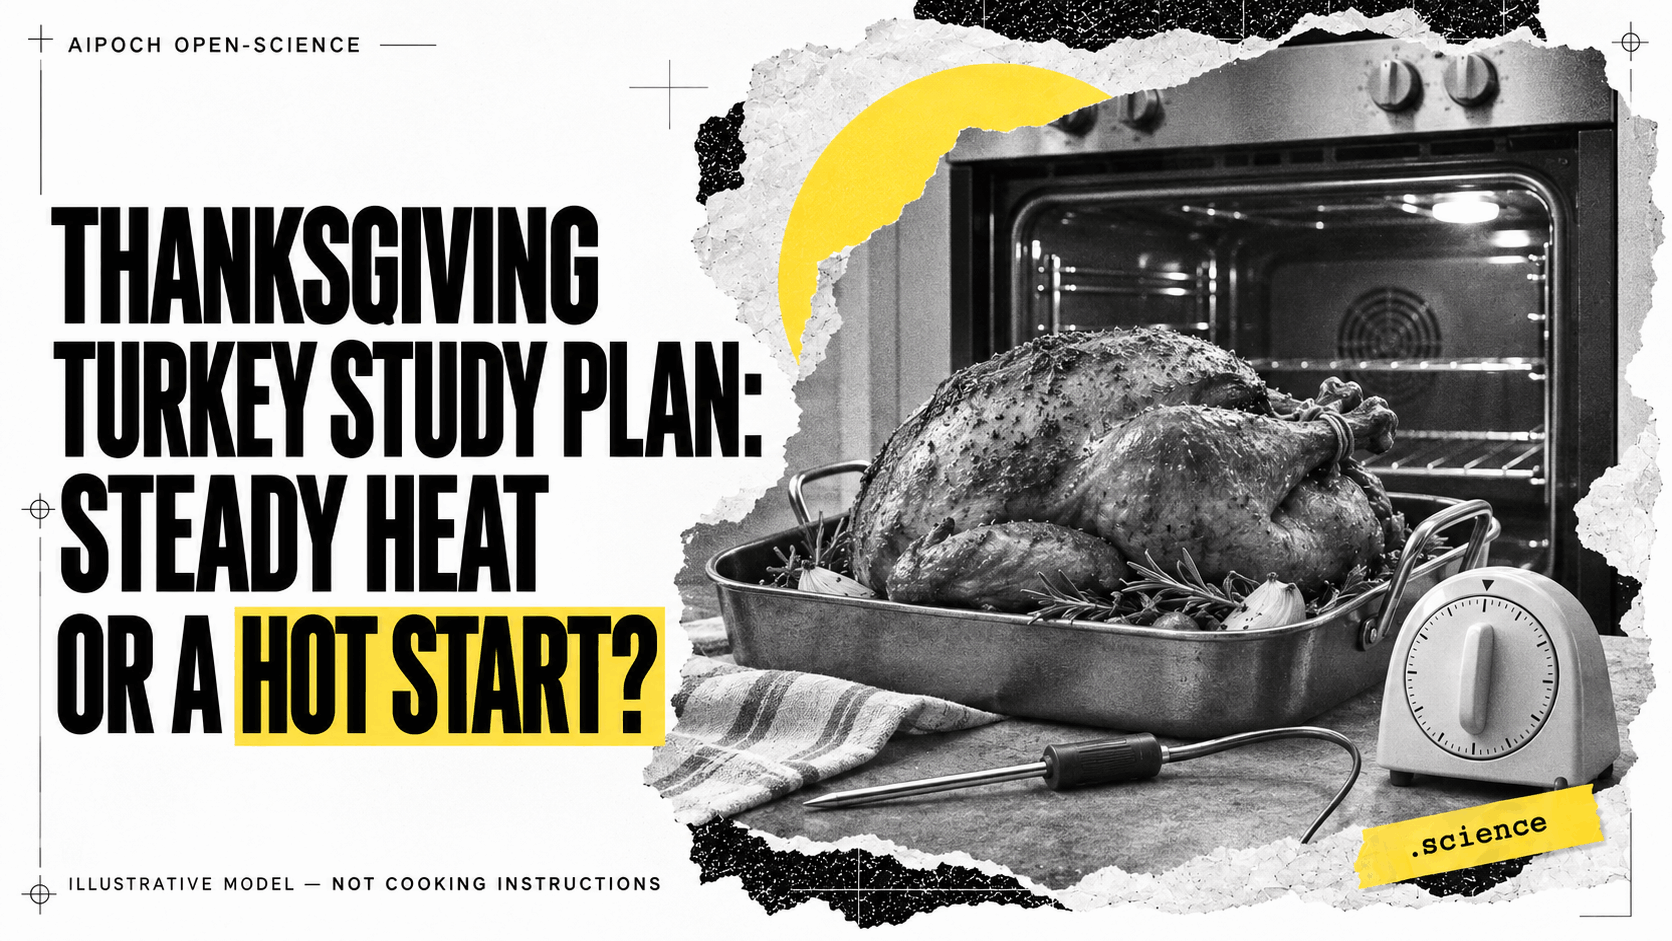 AIPOCH OPEN-SCIENCE
THANKSGIVING
TURKEY STUDY PLAN:
STEADY HEAT
OR A HOT START?
ILLUSTRATIVE MODEL — NOT COOKING INSTRUCTIONS
.science